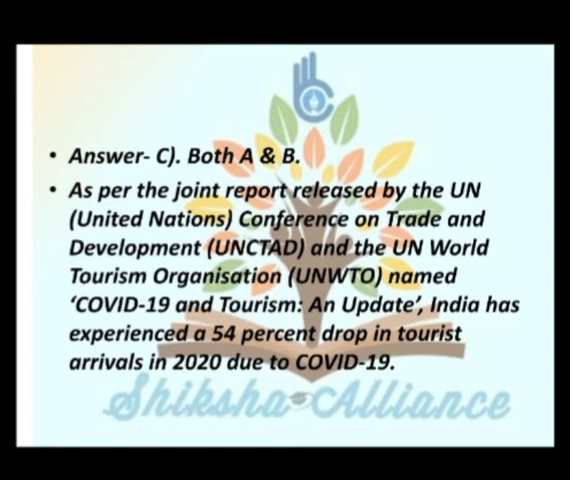 • Answer- C). Both A & B.
• As per the joint report released by the UN
(United Nations) Conference on Trade and
Development (UNCTAD) and the UN World
Tourism Organisation (UNWTO) named
‘COVID-19 and Tourism: An Update’, India has
experienced a 54 percent drop in tourist
arrivals in 2020 due to COVID-19.
Shiksha Alliance